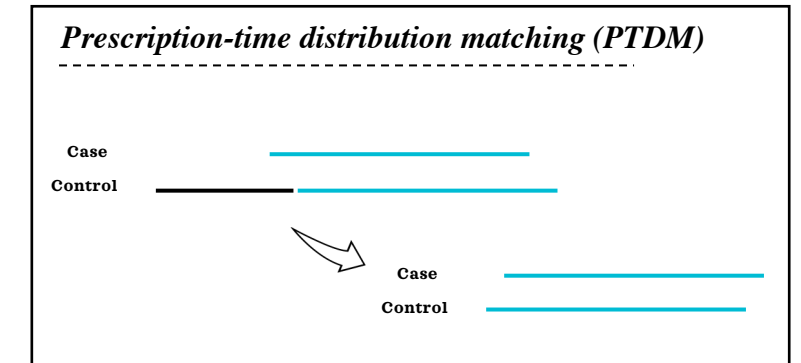 Prescription-time distribution matching (PTDM)
Case
Control
Case
Control